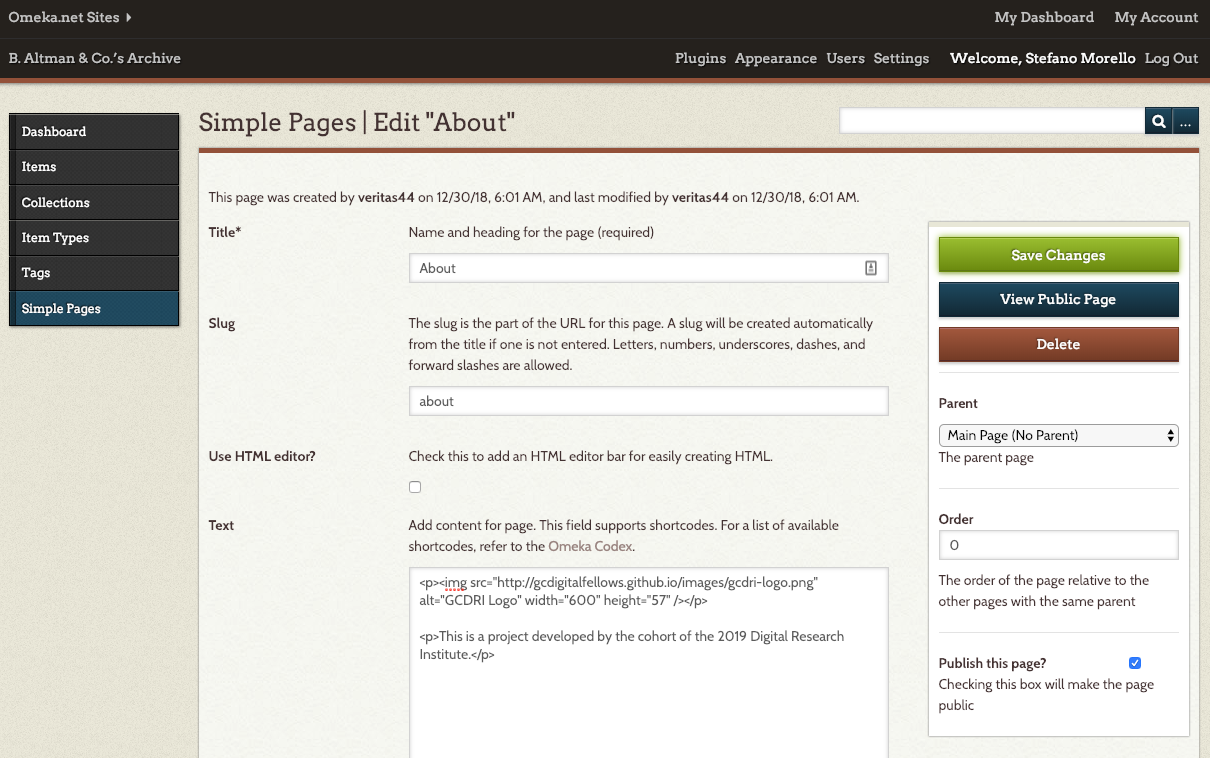 Omeka.net Sites
My Dashboard My Account
B. Altman & Co.'s Archive
Plugins Appearance Users Settings Welcome, Stefano Morello Log Out
Dashboard
Items
Collections
Item Types
Tags
Simple Pages
Simple Pages | Edit "About"
...
This page was created by veritas44 on 12/30/18, 6:01 AM, and last modified by veritas44 on 12/30/18, 6:01 AM.
Title*
Name and heading for the page (required)
About
Slug
The slug is the part of the URL for this page. A slug will be created automatically
from the title if one is not entered. Letters, numbers, underscores, dashes, and
forward slashes are allowed.
about
Use HTML editor?
Check this to add an HTML editor bar for easily creating HTML.
Text
Add content for page. This field supports shortcodes. For a list of available
shortcodes, refer to the Omeka Codex.
<p><img src="http://gcdigitalfellows.github.io/images/gcdri-logo.png"
alt="GCDRI Logo" width="600" height="57" /></p>
<p>This is a project developed by the cohort of the 2019 Digital Research
Institute.</p>
Save Changes
View Public Page
Delete
Parent
Main Page (No Parent)
The parent page
Order
0
The order of the page relative to the
other pages with the same parent
Publish this page?
Checking this box will make the page
public